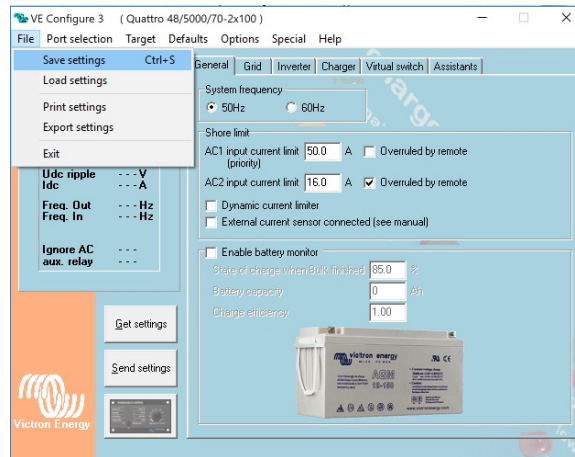 VE Configure 3 ( Quattro 48/5000/70-2x100 )
File Port selection Target Defaults Options Special Help
Save settings Ctrl+S
Load settings
Print settings
Export settings
Exit
General Grid Inverter Charger Virtual switch Assistants
System frequency
50Hz 60Hz
Shore limit
AC1 input current limit 50.0 A Overruled by remote
(priority)
AC2 input current limit 16.0 A Overruled by remote
Dynamic current limiter
External current sensor connected (see manual)
Udc ripple - - - V
Idc - - - A
Freq. Out - - - Hz
Freq. In - - - Hz
Ignore AC - - -
aux. relay - - -
Enable battery monitor
State of charge when Bulk finished 85.0 %
Battery capacity 0 Ah
Charge efficiency 1.00
Get settings
Send settings
Victron Energy
victron energy
AGM
12-150
www.victronenergy.com